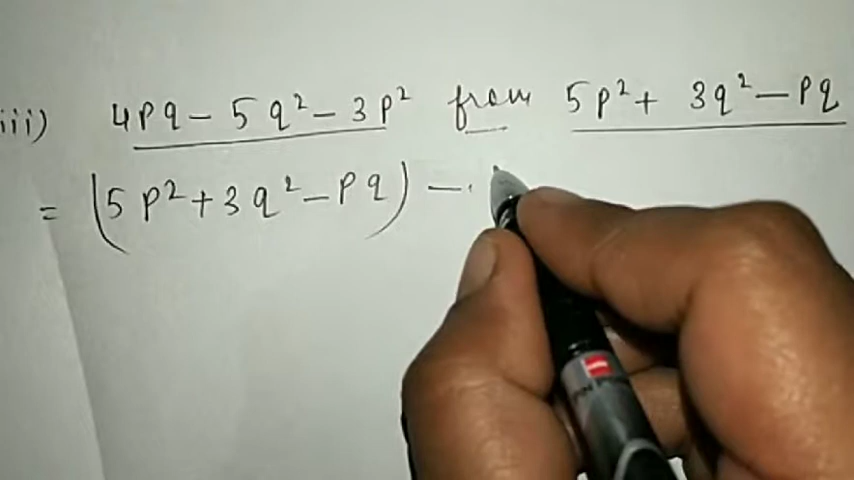 iii) 4pq - 5q² - 3p² from 5p² + 3q² - pq
= (5p² + 3q² - pq) -